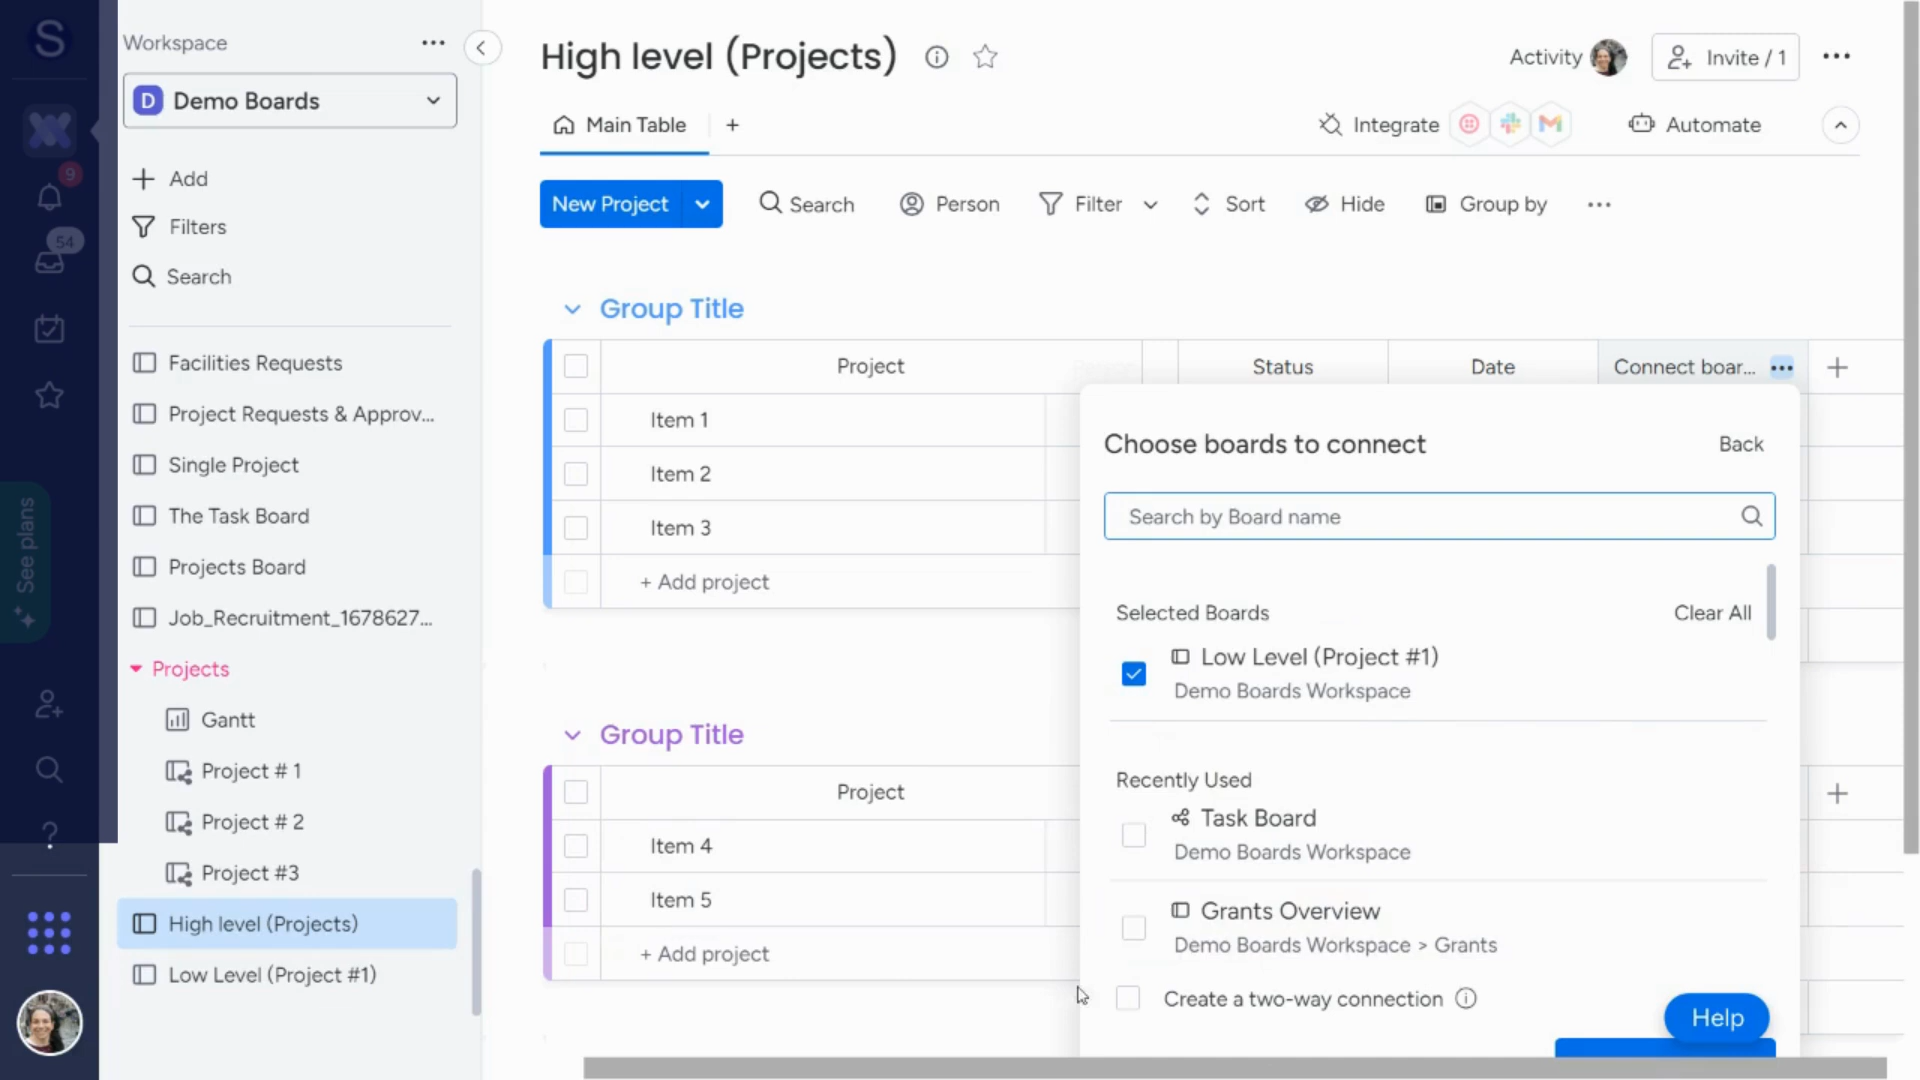 S
Workspace
D Demo Boards
Add
Filters
Search
9
54
See plans
?
Facilities Requests
Project Requests & Approv...
Single Project
The Task Board
Projects Board
Job_Recruitment_1678627...
Projects
Gantt
Project # 1
Project # 2
Project #3
High level (Projects)
Low Level (Project #1)
High level (Projects)
Activity
Invite / 1
Main Table
+
Integrate
Automate
New Project
Search
Person
Filter
Sort
Hide
Group by
Group Title
Project
Status
Date
Connect boar...
Item 1
Item 2
Item 3
+ Add project
Group Title
Project
Item 4
Item 5
+ Add project
Choose boards to connect
Back
Search by Board name
Selected Boards
Clear All
Low Level (Project #1)
Demo Boards Workspace
Recently Used
Task Board
Demo Boards Workspace
Grants Overview
Demo Boards Workspace > Grants
Create a two-way connection
Help